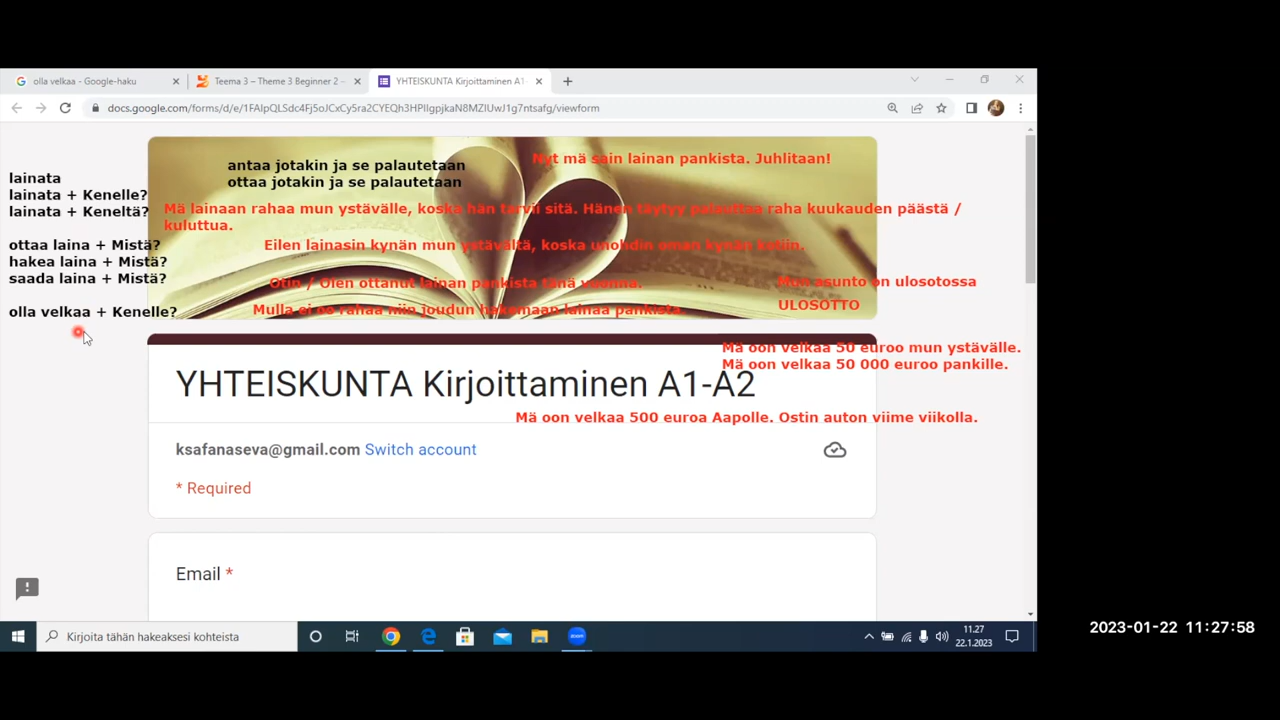 olla velkaa - Google-haku
Teema 3 – Theme 3 Beginner 2 –
YHTEISKUNTA Kirjoittaminen A1-
docs.google.com/forms/d/e/1FAIpQLSdc4Fj5oJCxCy5ra2CYEQh3HPIlgpjkaN8MZIUwJ1g7ntsafg/viewform
antaa jotakin ja se palautetaan
ottaa jotakin ja se palautetaan
Nyt mä sain lainan pankista. Juhlitaan!
lainata
lainata + Kenelle?
lainata + Keneltä?
Mä lainaan rahaa mun ystävälle, koska hän tarvii sitä. Hänen täytyy palauttaa raha kuukauden päästä /
kuluttua.
ottaa laina + Mistä?
hakea laina + Mistä?
saada laina + Mistä?
Eilen lainasin kynän mun ystävältä, koska unohdin oman kynän kotiin.
Otin / Olen ottanut lainan pankista tänä vuonna.
Mun asunto on ulosotossa
ULOSOTTO
olla velkaa + Kenelle?
Mulla ei oo rahaa niin joudun hakemaan lainaa pankista.
Mä oon velkaa 50 euroo mun ystävälle.
Mä oon velkaa 50 000 euroo pankille.
YHTEISKUNTA Kirjoittaminen A1-A2
Mä oon velkaa 500 euroa Aapolle. Ostin auton viime viikolla.
ksafanaseva@gmail.com Switch account
* Required
Email *
Kirjoita tähän hakeaksesi kohteista
zoom
11.27
22.1.2023
2023-01-22 11:27:58